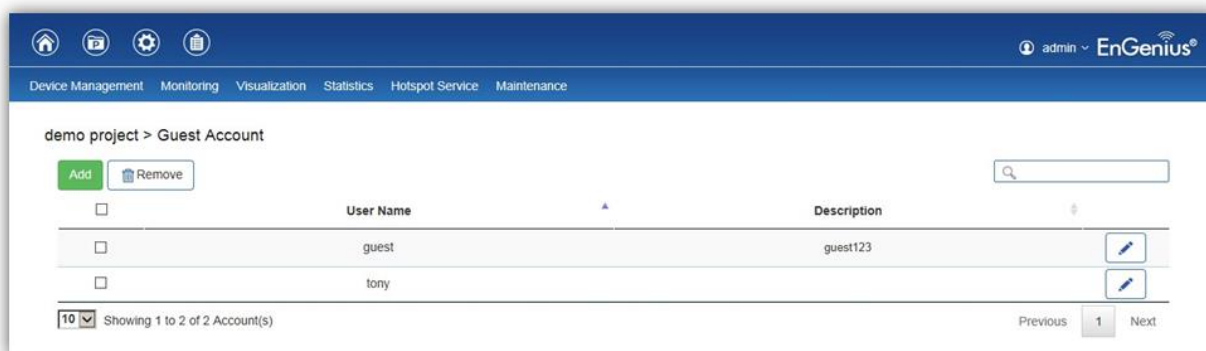 admin EnGenius®
Device Management Monitoring Visualization Statistics Hotspot Service Maintenance
demo project > Guest Account
Add Remove
User Name Description
guest guest123
tony
10 Showing 1 to 2 of 2 Account(s) Previous 1 Next